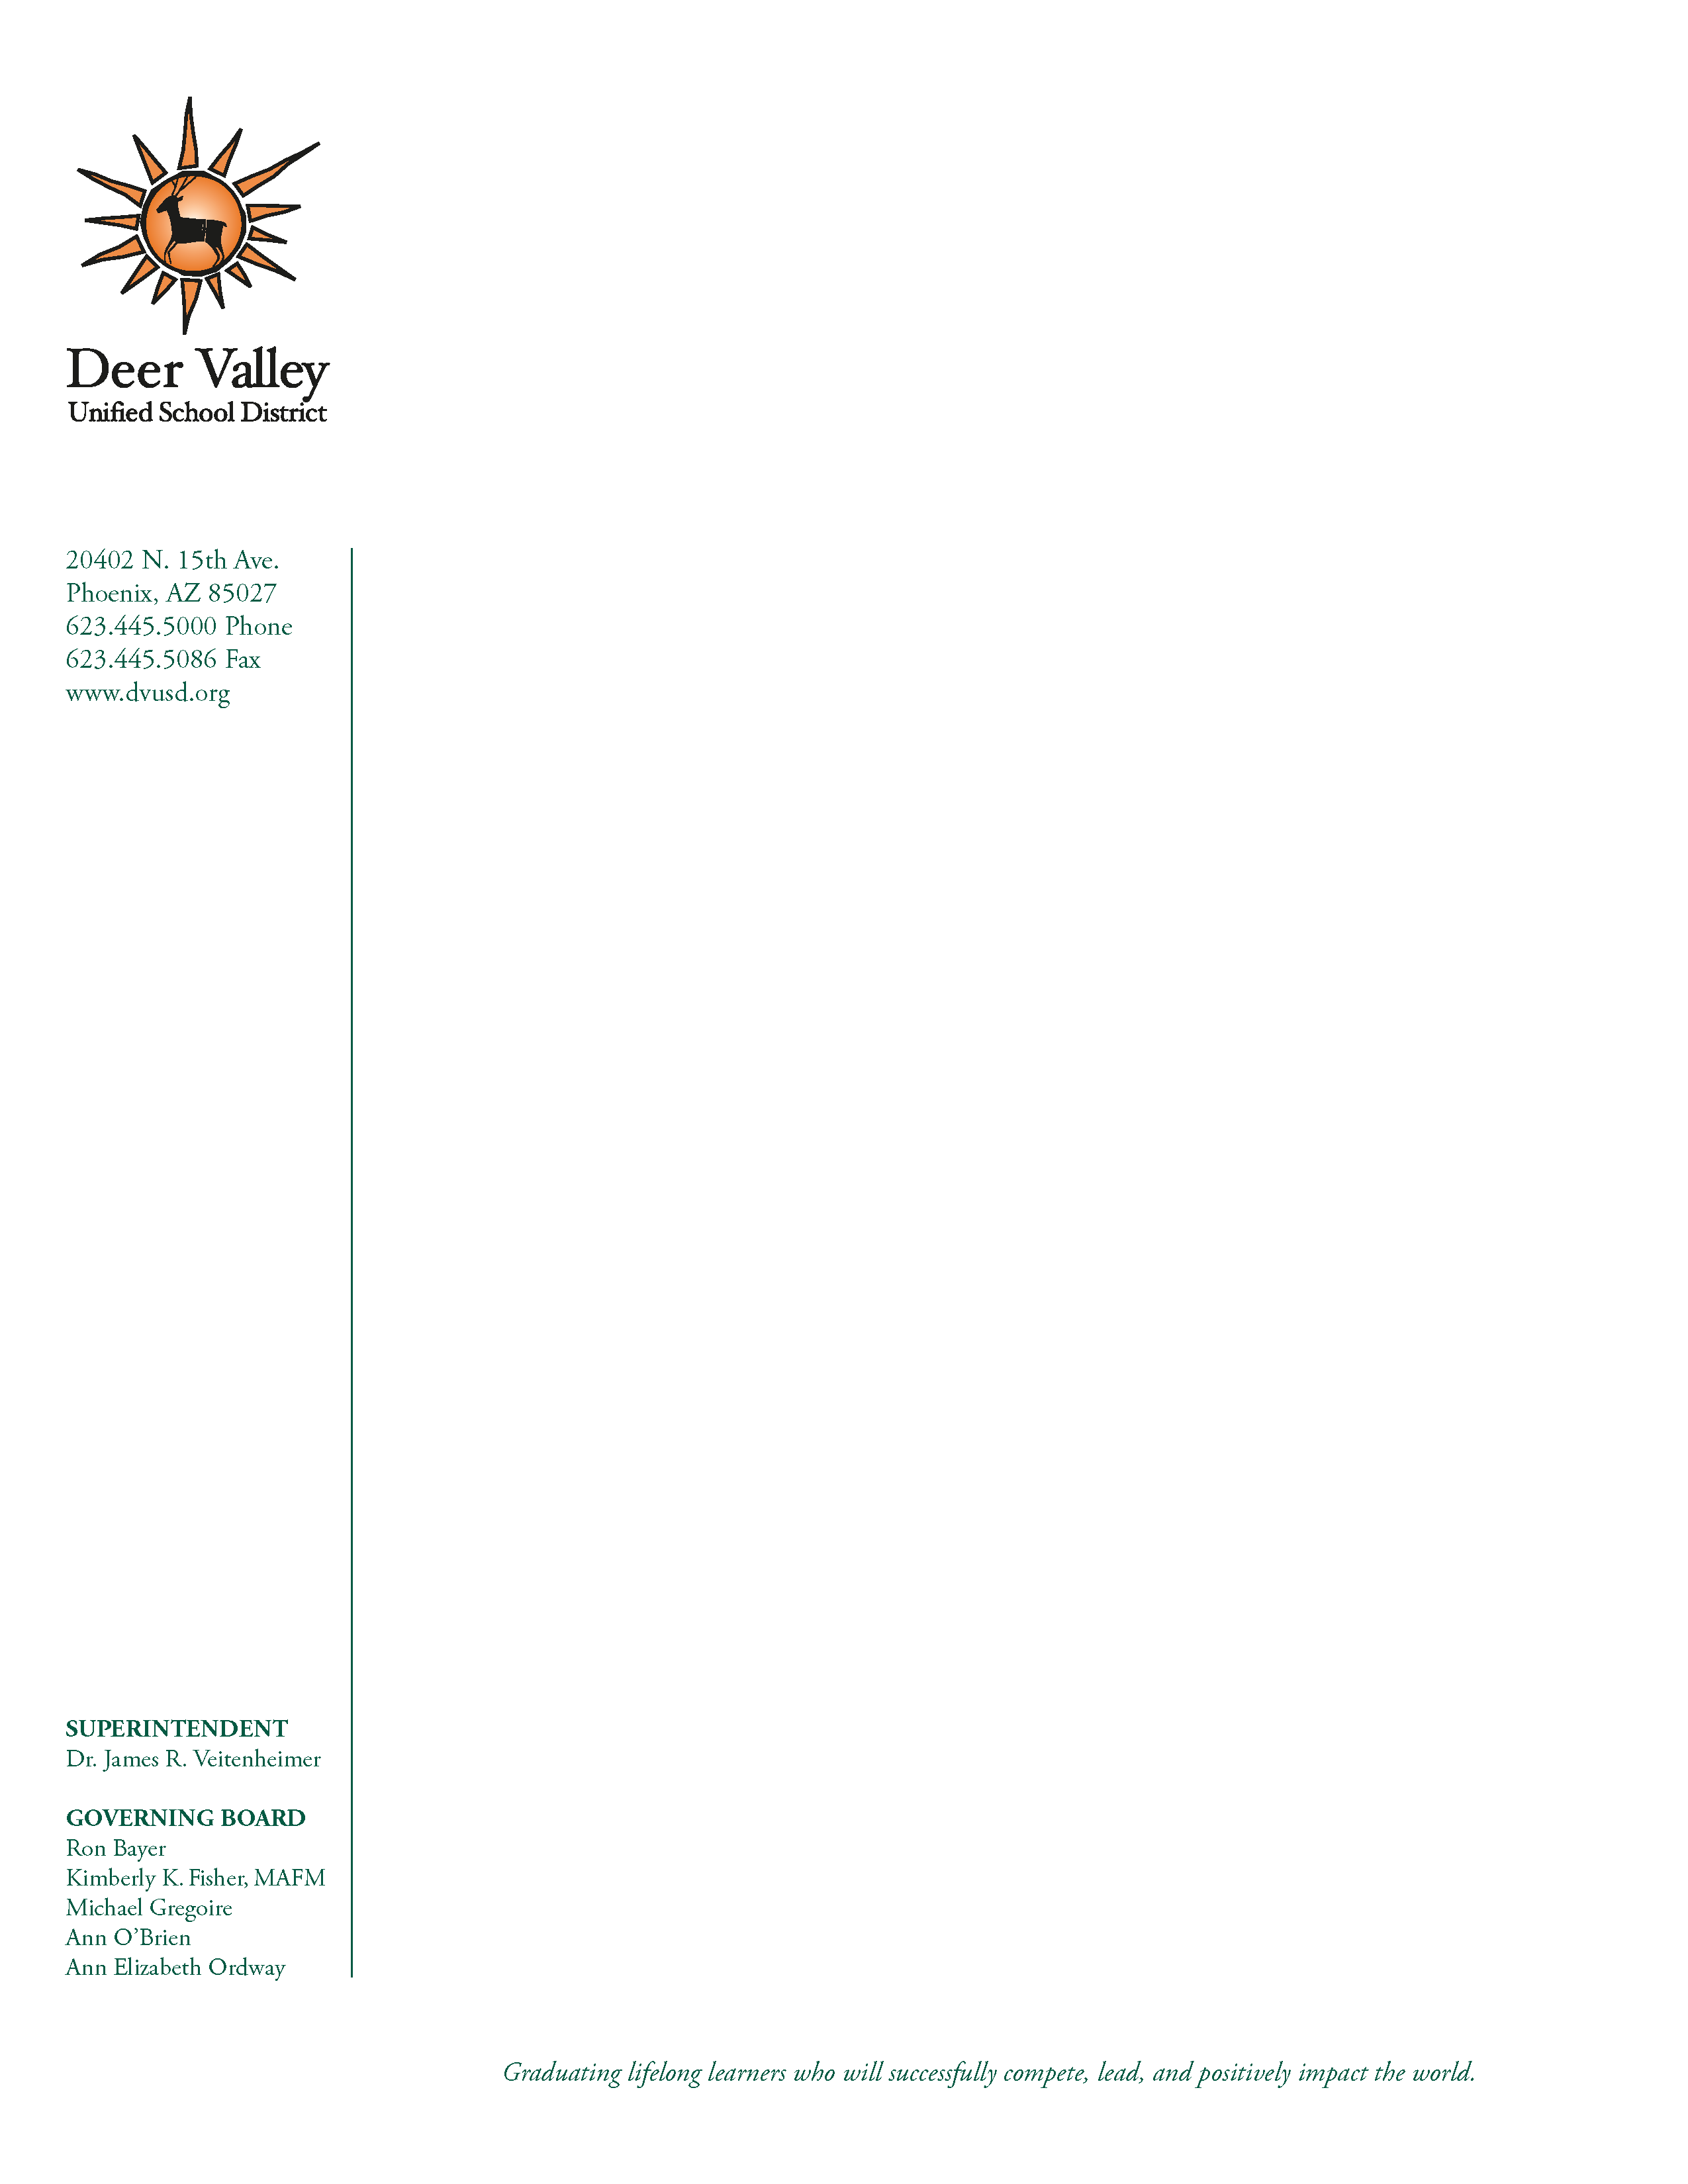 Deer Valley
Unified School District
20402 N. 15th Ave.
Phoenix, AZ 85027
623.445.5000 Phone
623.445.5086 Fax
www.dvusd.org
SUPERINTENDENT
Dr. James R. Veitenheimer
GOVERNING BOARD
Ron Bayer
Kimberly K. Fisher, MAFM
Michael Gregoire
Ann O’Brien
Ann Elizabeth Ordway
Graduating lifelong learners who will successfully compete, lead, and positively impact the world.